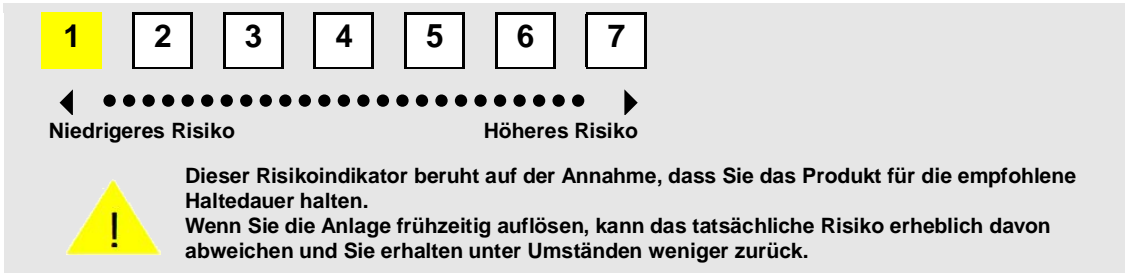 1 2 3 4 5 6 7
Niedrigeres Risiko Höheres Risiko
Dieser Risikoindikator beruht auf der Annahme, dass Sie das Produkt für die empfohlene
Haltedauer halten.
Wenn Sie die Anlage frühzeitig auflösen, kann das tatsächliche Risiko erheblich davon
abweichen und Sie erhalten unter Umständen weniger zurück.
!